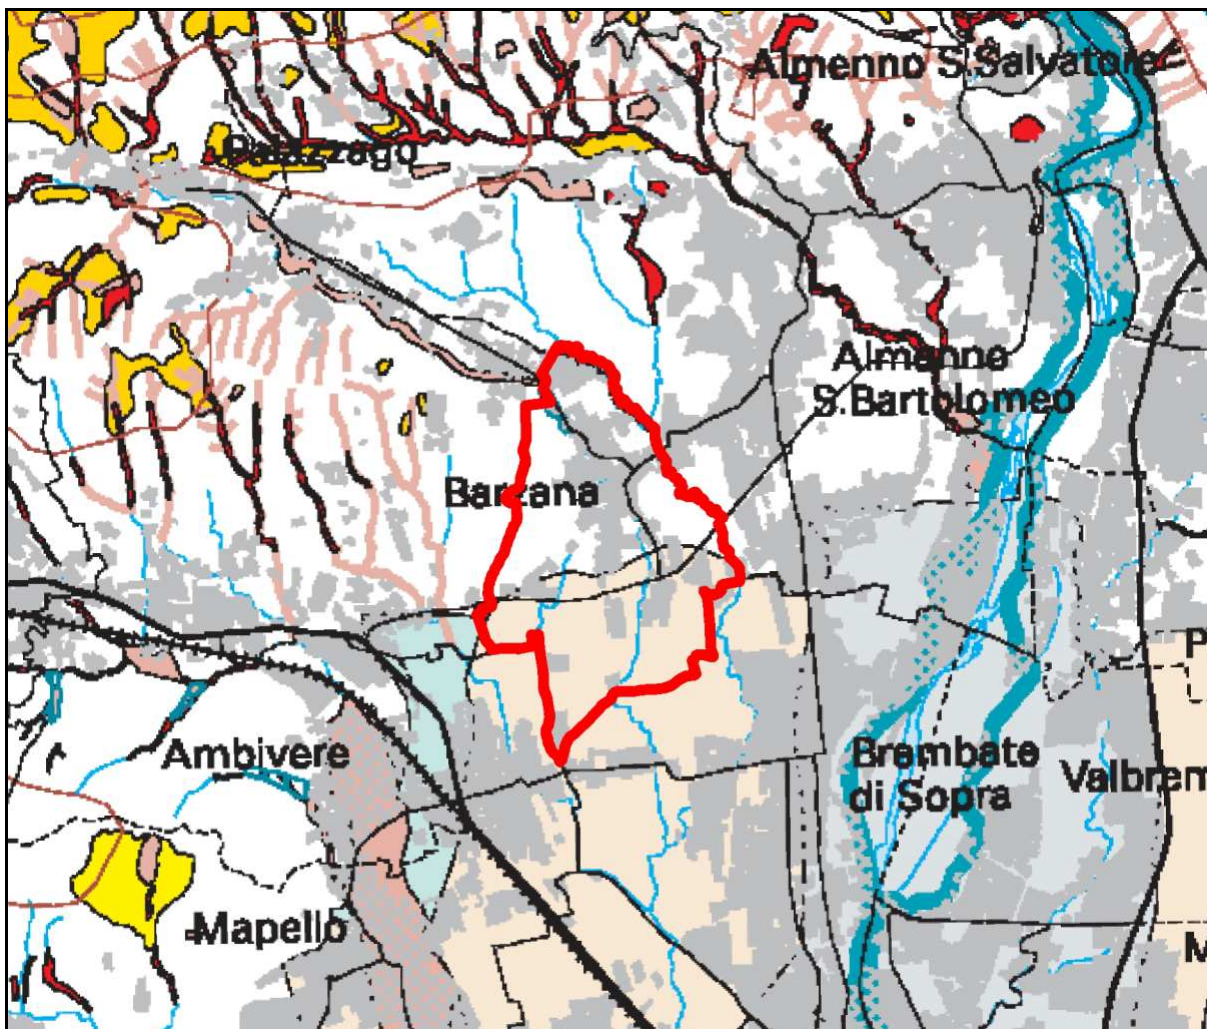 Almenno S.Salvatore
Palazzago
Almenno
S.Bartolomeo
Barzana
P
Ambivere
Brembate
di Sopra
Valbrem
Mapello
M